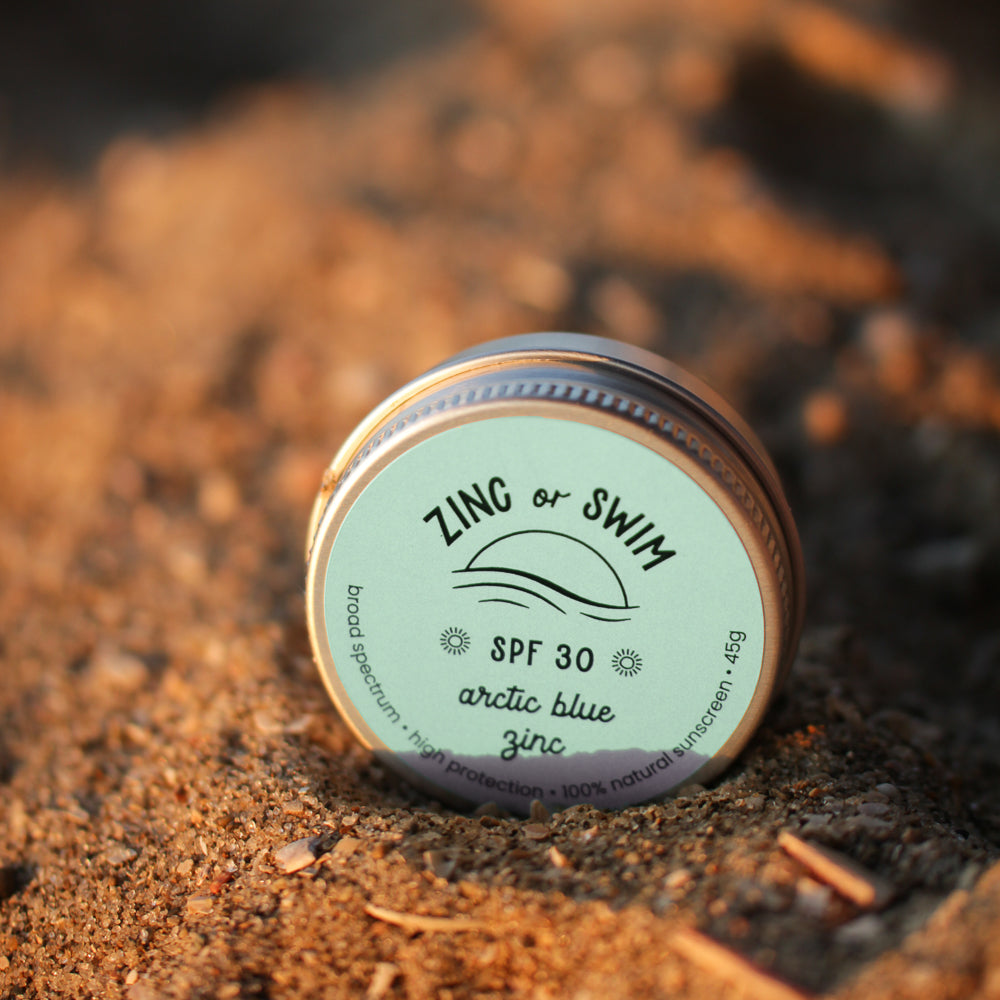 ZINC or SWIM
SPF 30
arctic blue
zinc
broad spectrum • high protection • 100% natural sunscreen • 45g